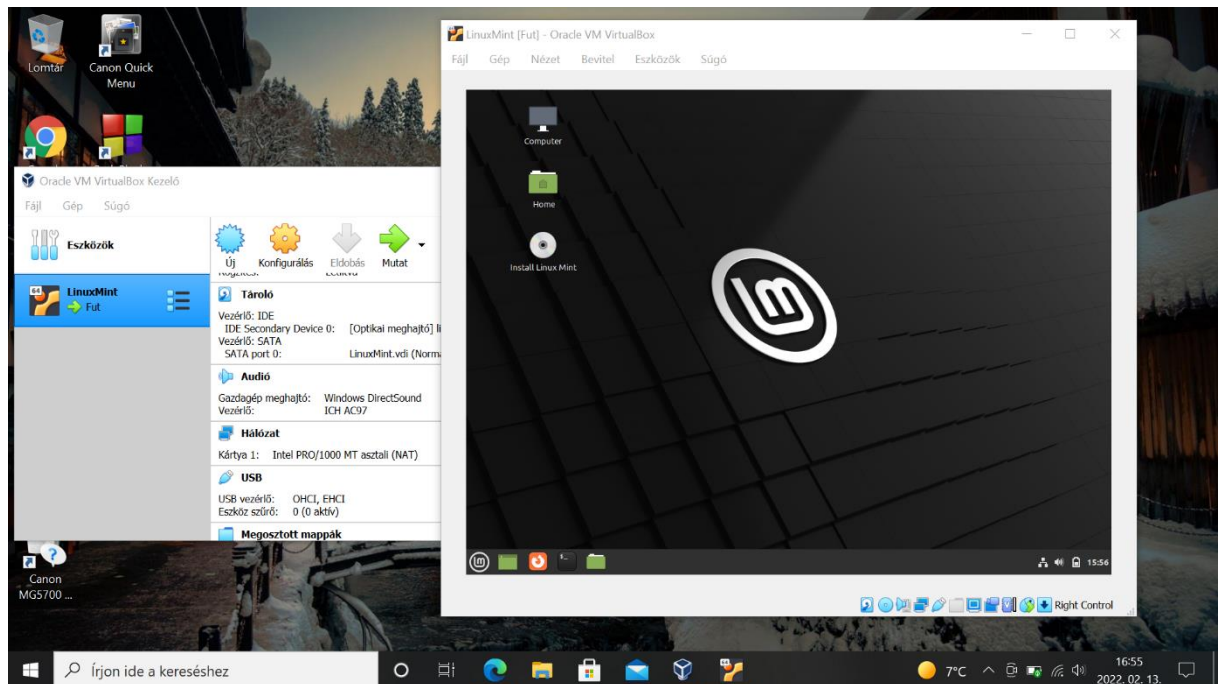 Lomtár
Canon Quick
Menu
Oracle VM VirtualBox Kezelő
Fájl Gép Súgó
Eszközök
Új Konfigurálás Eldobás Mutat
64
LinuxMint
Fut
Tároló
Vezérlő: IDE
IDE Secondary Device 0: [Optikai meghajtó]
Vezérlő: SATA
SATA port 0: LinuxMint.vdi
Audió
Gazdagép meghajtó: Windows DirectSound
Vezérlő: ICH AC97
Hálózat
Kártya 1: Intel PRO/1000 MT asztali (NAT)
USB
USB vezérlő: OHCI, EHCI
Eszköz szűrő: 0 (0 aktív)
Megosztott mappák
Canon
MG5700 ...
LinuxMint [Fut] - Oracle VM VirtualBox
Fájl Gép Nézet Bevitel Eszközök Súgó
Computer
Home
Install Linux Mint
15:56
Right Control
Írjon ide a kereséshez
7°C
16:55
2022. 02. 13.